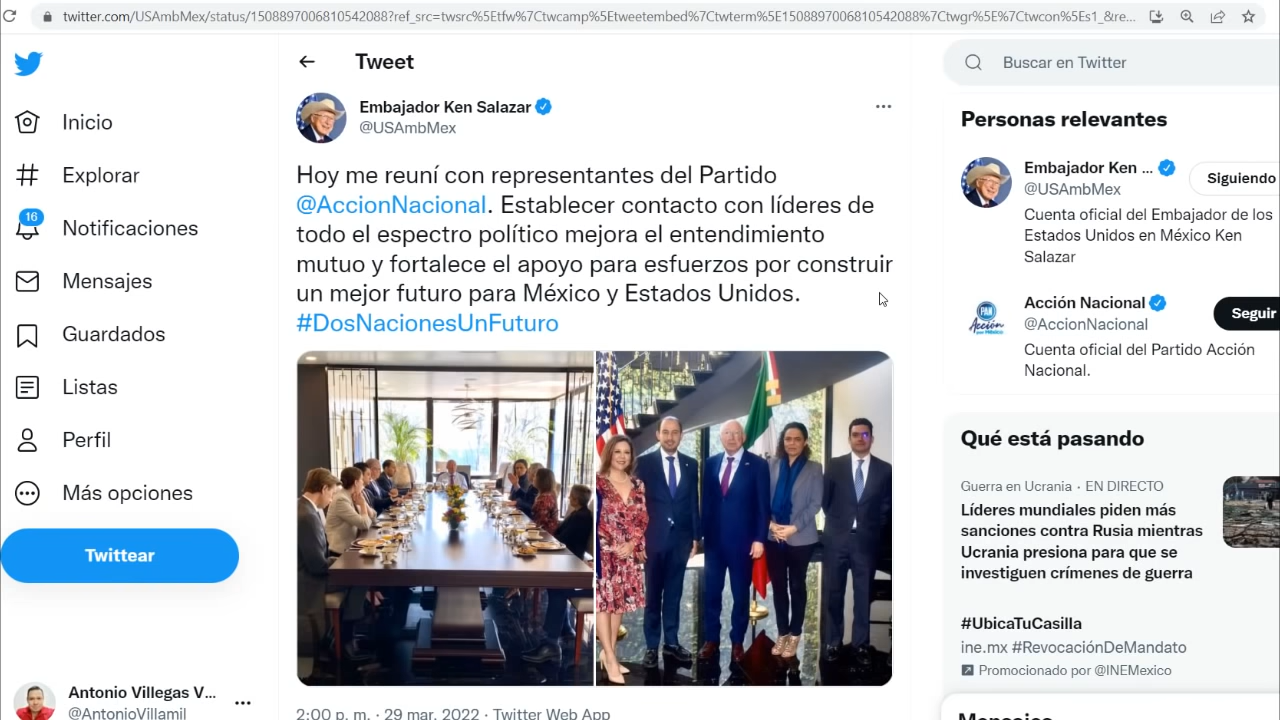 twitter.com/USAmbMex/status/1508897006810542088?ref_src=twsrc%5Etfw%7Ctwcamp%5Etweetembed%7Ctwterm%5E1508897006810542088%7Ctwgr%5E%7Ctwcon%5Es1_&re...
Inicio
Explorar
16
Notificaciones
Mensajes
Guardados
Listas
Perfil
Más opciones
Twittear
Antonio Villegas V...
@AntonioVillamil
Tweet
Embajador Ken Salazar
@USAmbMex
Hoy me reuní con representantes del Partido
@AccionNacional. Establecer contacto con líderes de
todo el espectro político mejora el entendimiento
mutuo y fortalece el apoyo para esfuerzos por construir
un mejor futuro para México y Estados Unidos.
#DosNacionesUnFuturo
2:00 p. m. · 29 mar. 2022 · Twitter Web App
Buscar en Twitter
Personas relevantes
Embajador Ken ...
@USAmbMex
Siguiendo
Cuenta oficial del Embajador de los
Estados Unidos en México Ken
Salazar
PAN
Acción
por México
Acción Nacional
@AccionNacional
Seguir
Cuenta oficial del Partido Acción
Nacional.
Qué está pasando
Guerra en Ucrania · EN DIRECTO
Líderes mundiales piden más
sanciones contra Rusia mientras
Ucrania presiona para que se
investiguen crímenes de guerra
#UbicaTuCasilla
ine.mx #RevocaciónDeMandato
Promocionado por @INEMexico
Mensajes